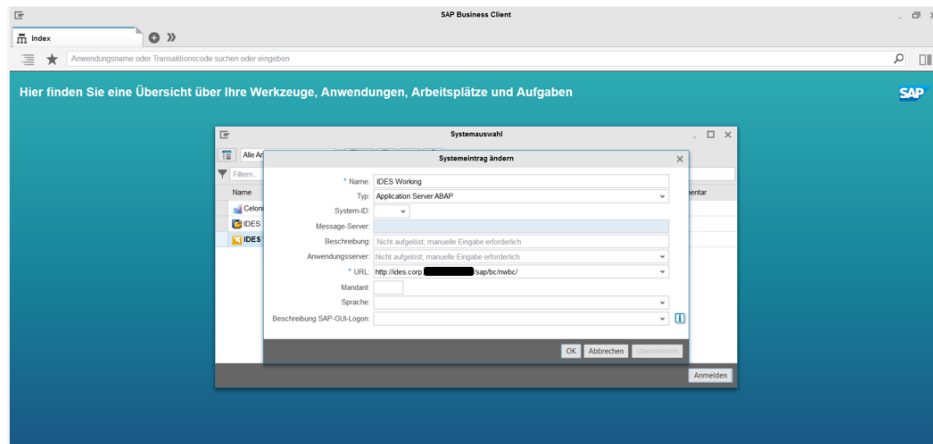 SAP Business Client
Index
Anwendungsname oder Transaktionscode suchen oder eingeben
Hier finden Sie eine Übersicht über Ihre Werkzeuge, Anwendungen, Arbeitsplätze und Aufgaben
SAP
Systemauswahl
Alle
Systemeintrag ändern
Filtern...
* Name: IDES Working
Name
Typ: Application Server ABAP
System-ID:
Celoni
Message-Server:
IDES
Beschreibung: Nicht aufgelöst; manuelle Eingabe erforderlich
IDES
Anwendungsserver: Nicht aufgelöst; manuelle Eingabe erforderlich
* URL: http://ides.corp. /sap/bc/nwbc/
Mandant:
Sprache:
Beschreibung SAP-GUI-Logon:
OK Abbrechen Übernehmen
Anmelden